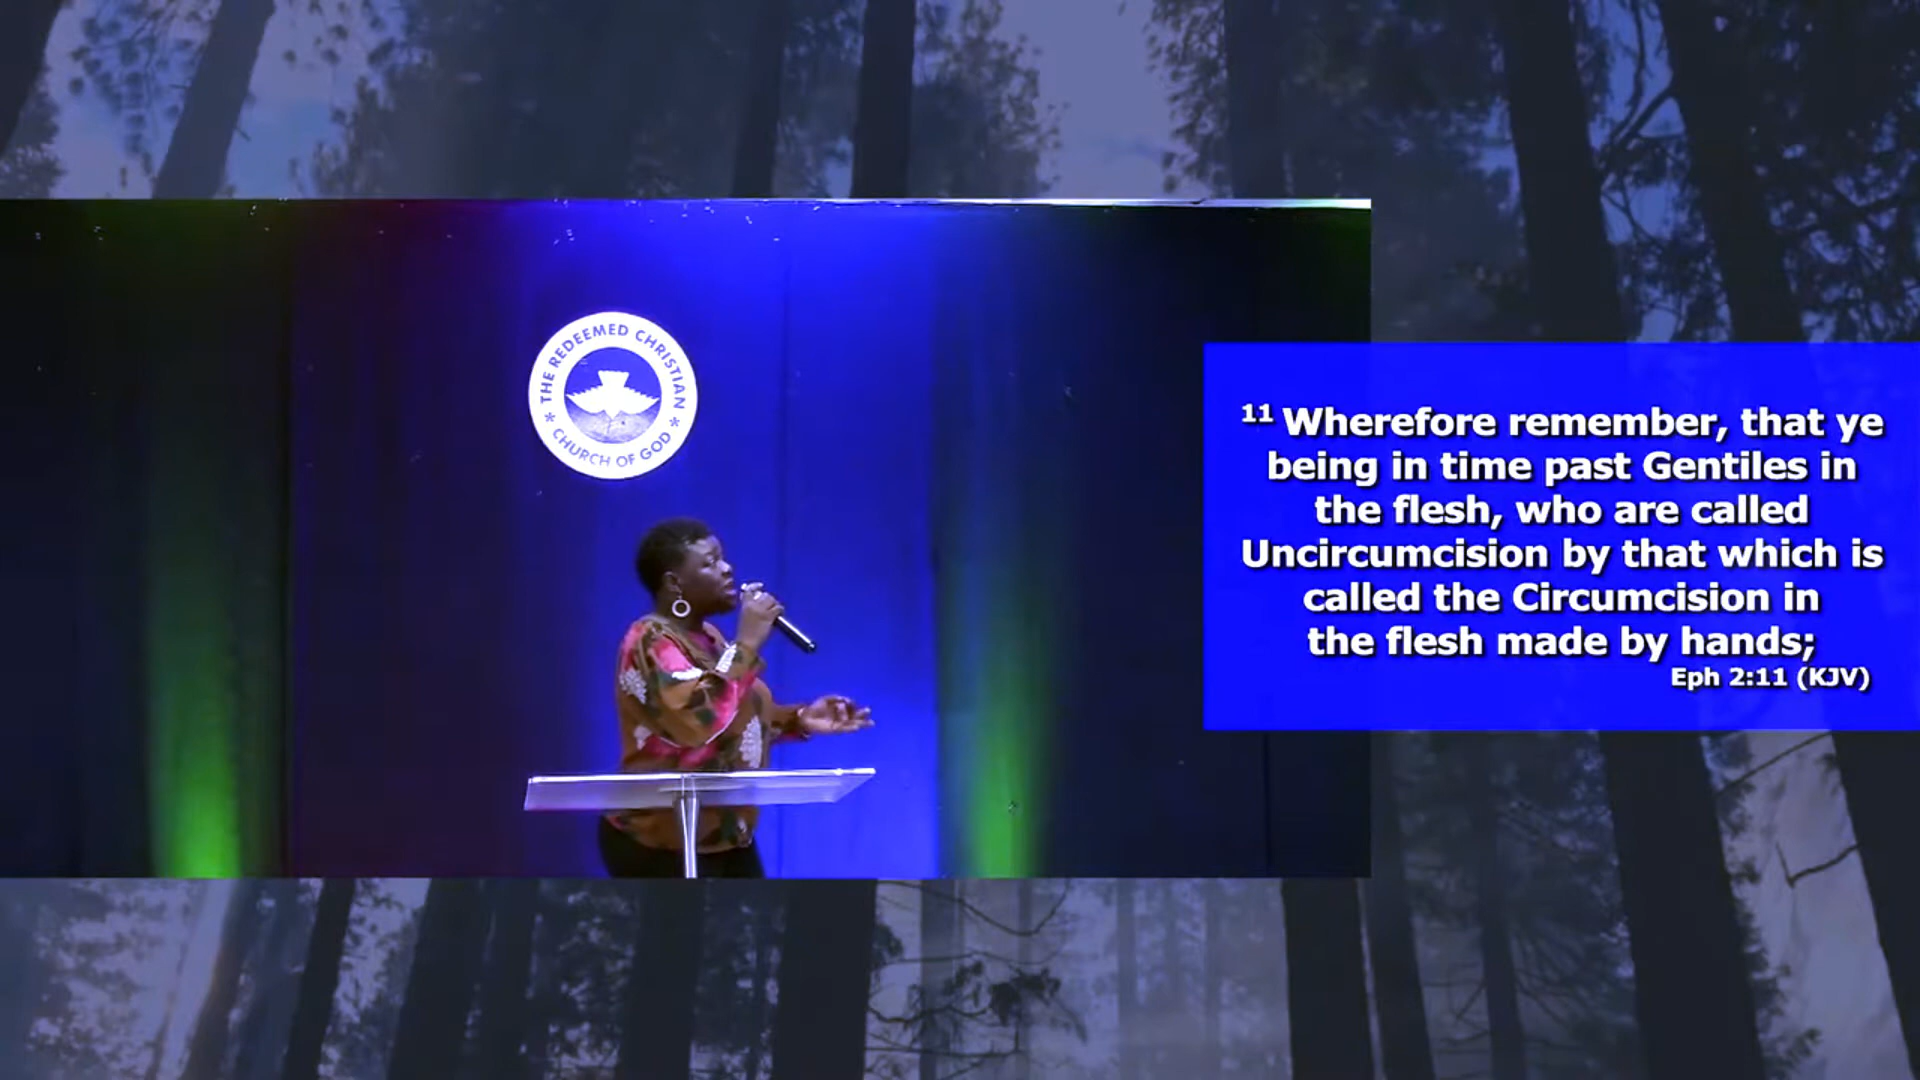 THE REDEEMED CHRISTIAN
* CHURCH OF GOD *
11 Wherefore remember, that ye
being in time past Gentiles in
the flesh, who are called
Uncircumcision by that which is
called the Circumcision in
the flesh made by hands;
Eph 2:11 (KJV)